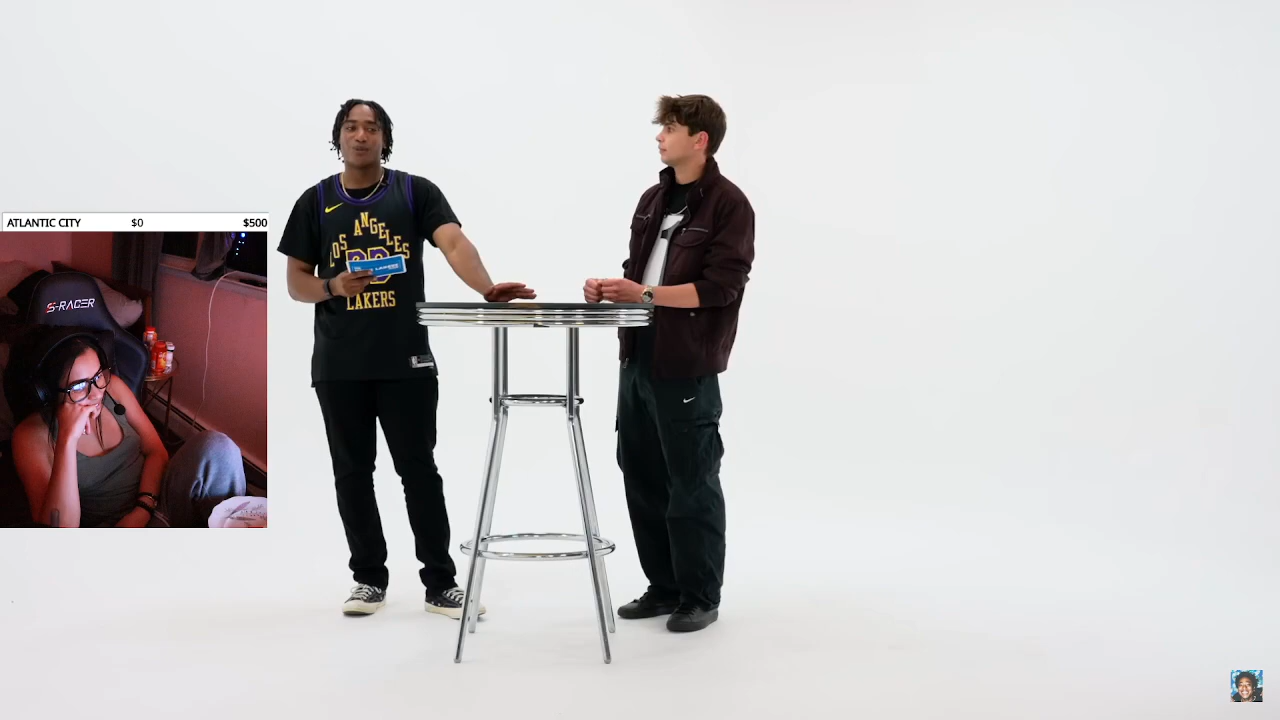 ATLANTIC CITY $0 $500
S-RACER
LOS ANGELES
LAKERS